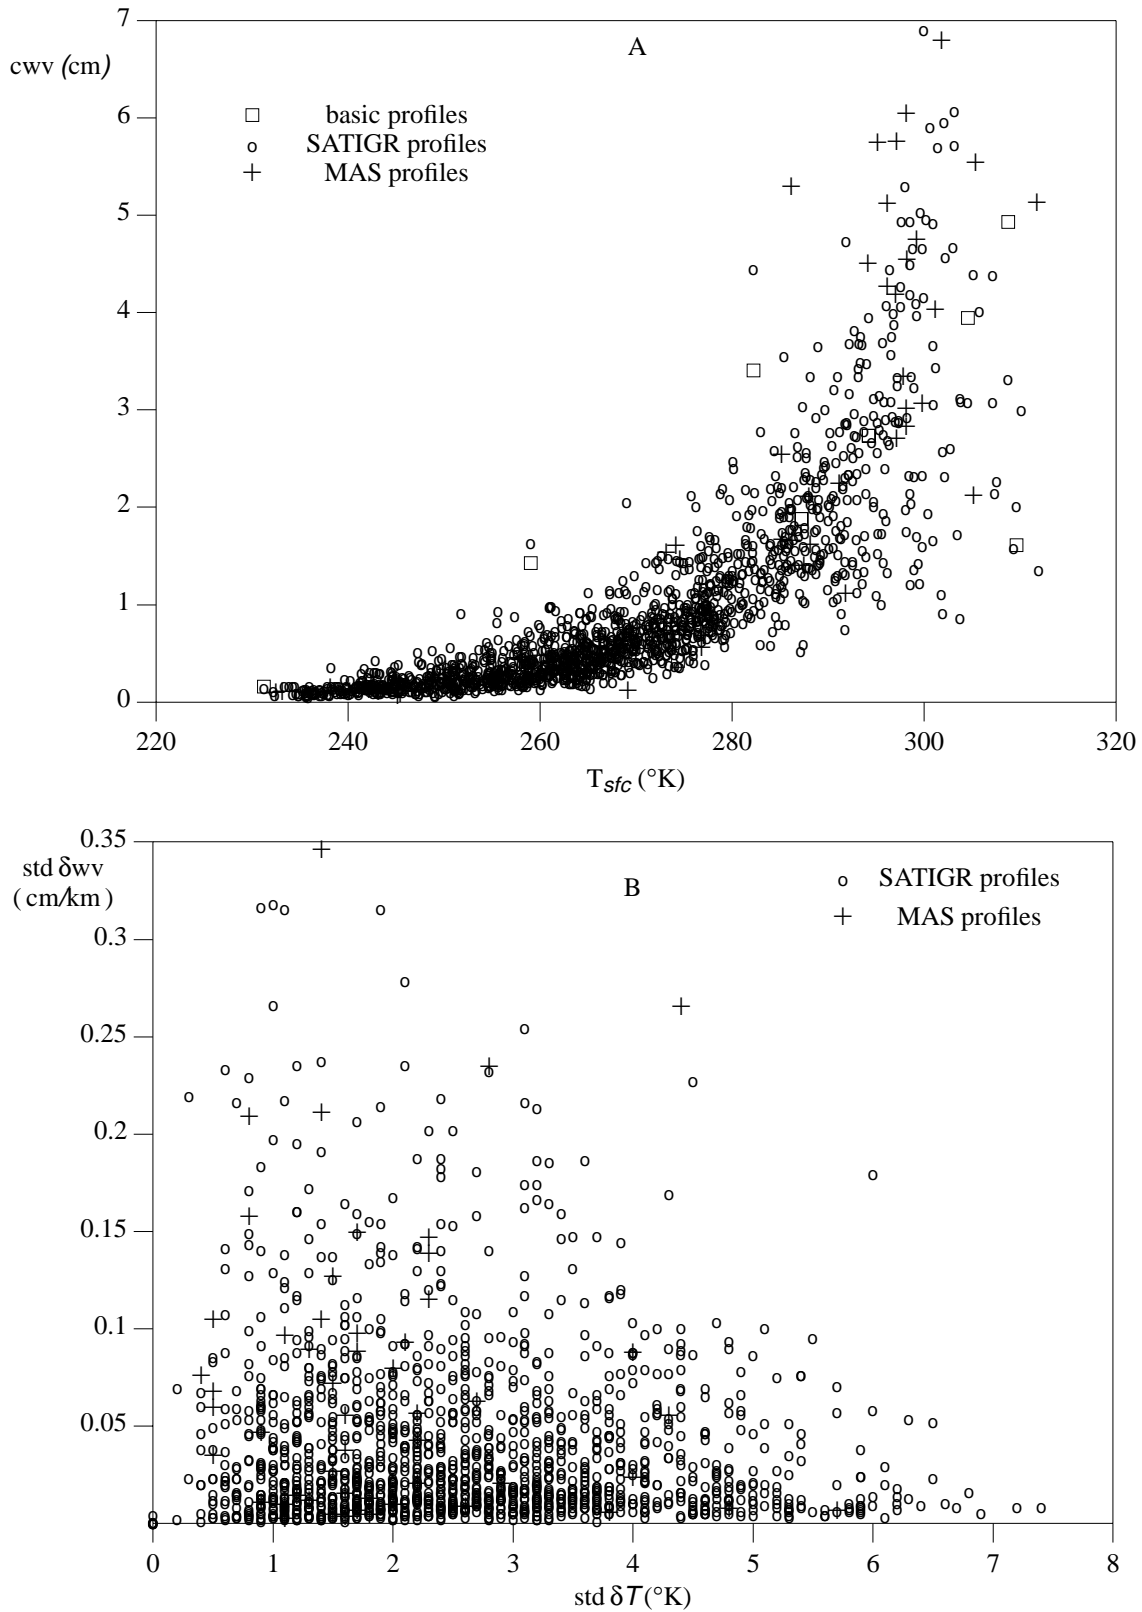 7
cwv (cm)
A
6
□ basic profiles
o SATIGR profiles
+ MAS profiles
5
4
3
2
1
0
220 240 260 280 300 320
T sfc (°K)
0.35
std δwv
( cm/km)
B
o SATIGR profiles
+ MAS profiles
0.3
0.25
0.2
0.15
0.1
0.05
0 1 2 3 4 5 6 7 8
std δT (°K)